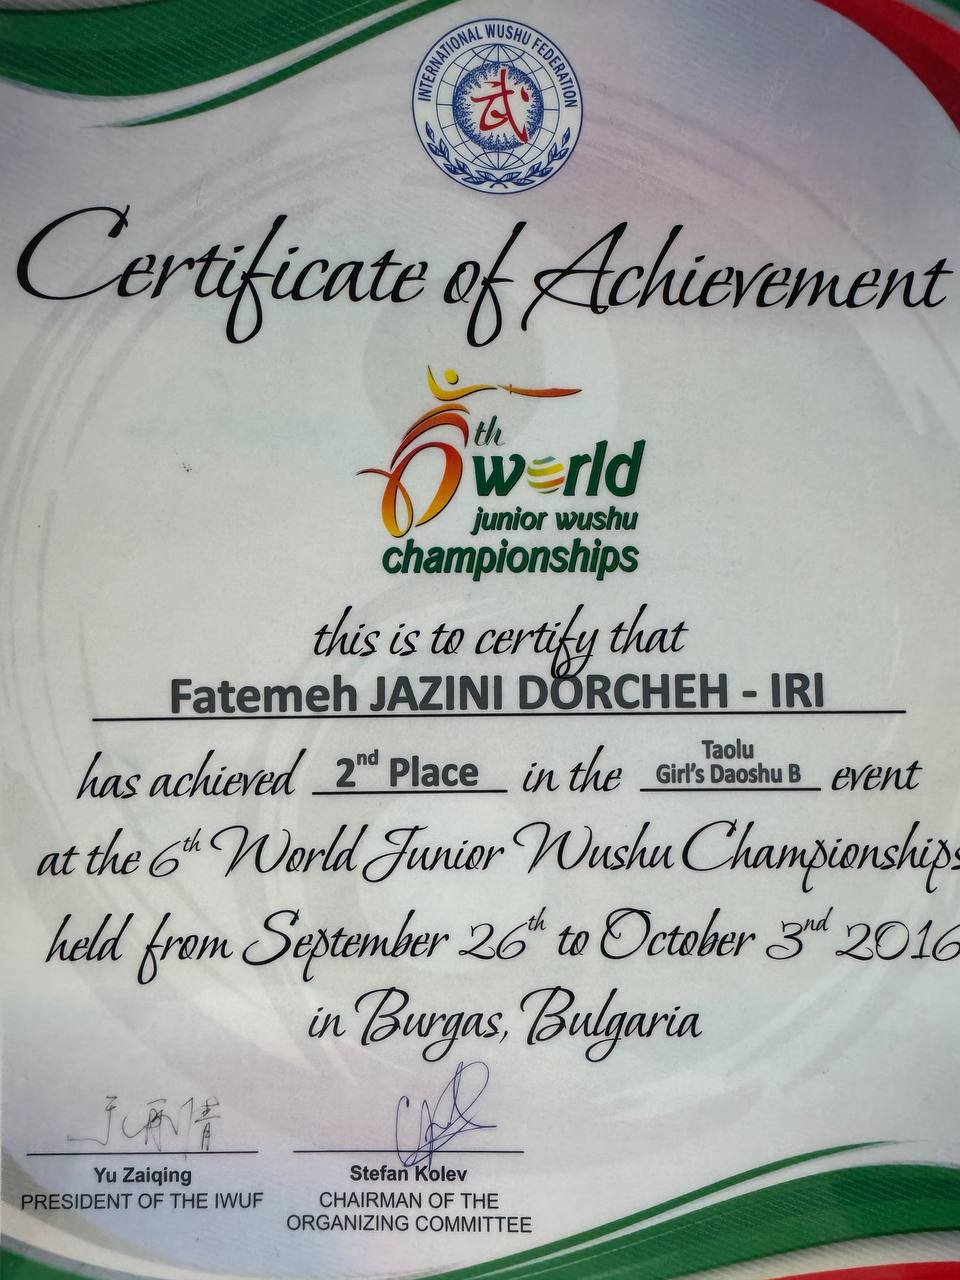 INTERNATIONAL WUSHU FEDERATION
武
Certificate of Achievement
6th
world
junior wushu
championships
this is to certify that
Fatemeh JAZINI DORCHEH - IRI
has achieved 2nd Place in the Taolu Girl's Daoshu B event
at the 6th World Junior Wushu Championships
held from September 26th to October 3nd 2016
in Burgas, Bulgaria
Yu Zaiqing
PRESIDENT OF THE IWUF
Stefan Kolev
CHAIRMAN OF THE
ORGANIZING COMMITTEE